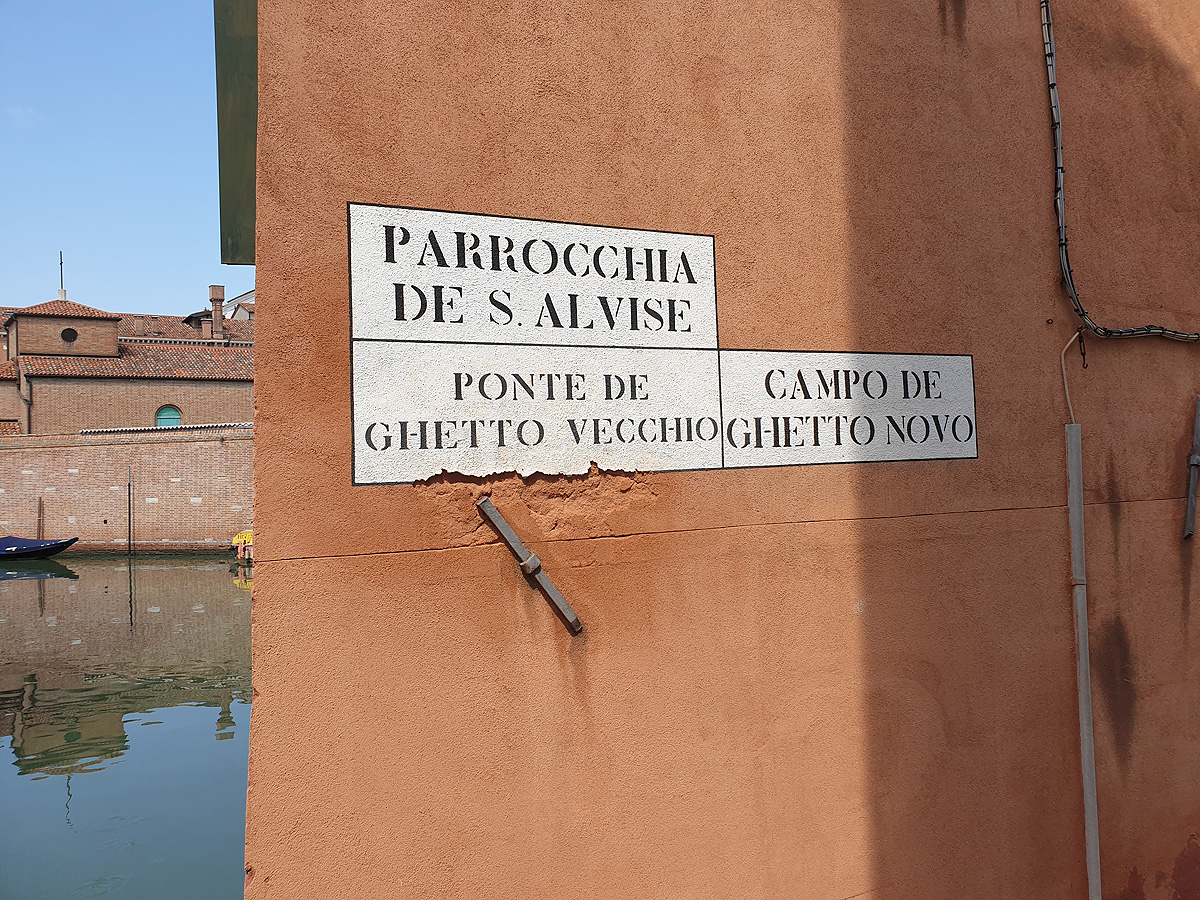 PARROCCHIA
DE S. ALVISE
PONTE DE
GHETTO VECCHIO
CAMPO DE
GHETTO NOVO